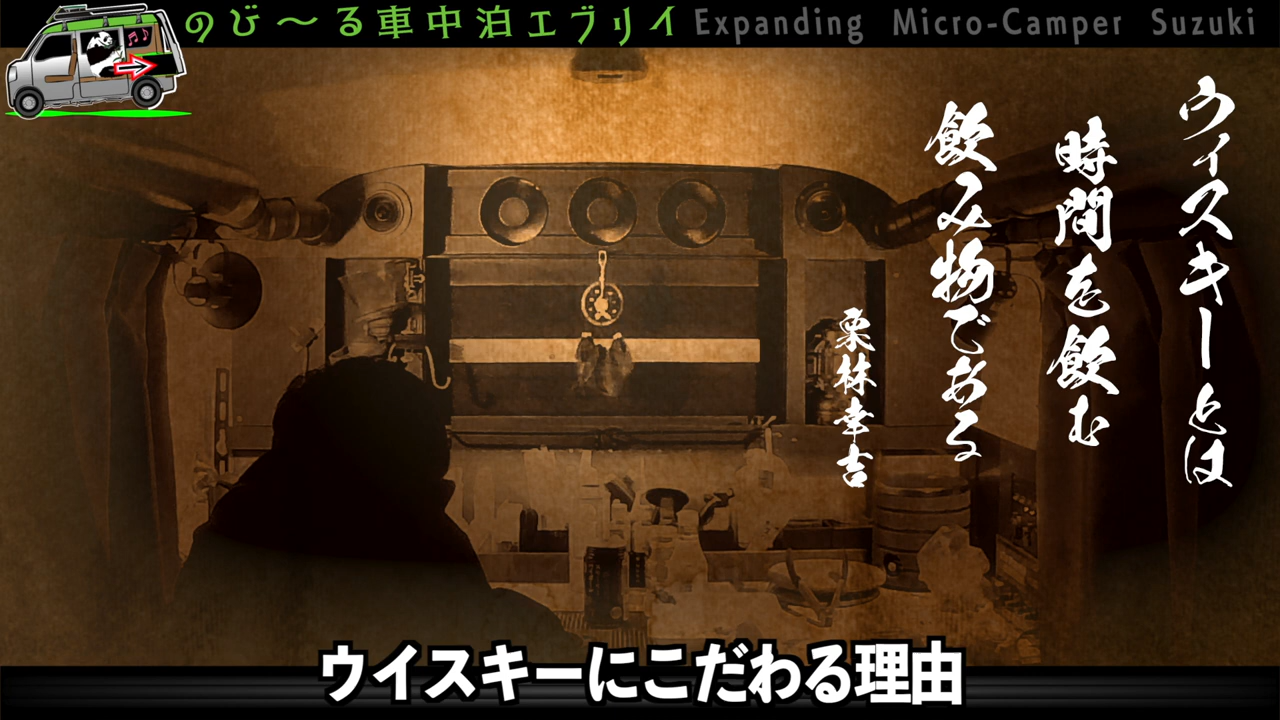 のび～る車中泊エブリイ Expanding Micro-Camper Suzuki
ウィスキーとは
時間を飲む
飲み物である
栗林幸吉
ウイスキーにこだわる理由